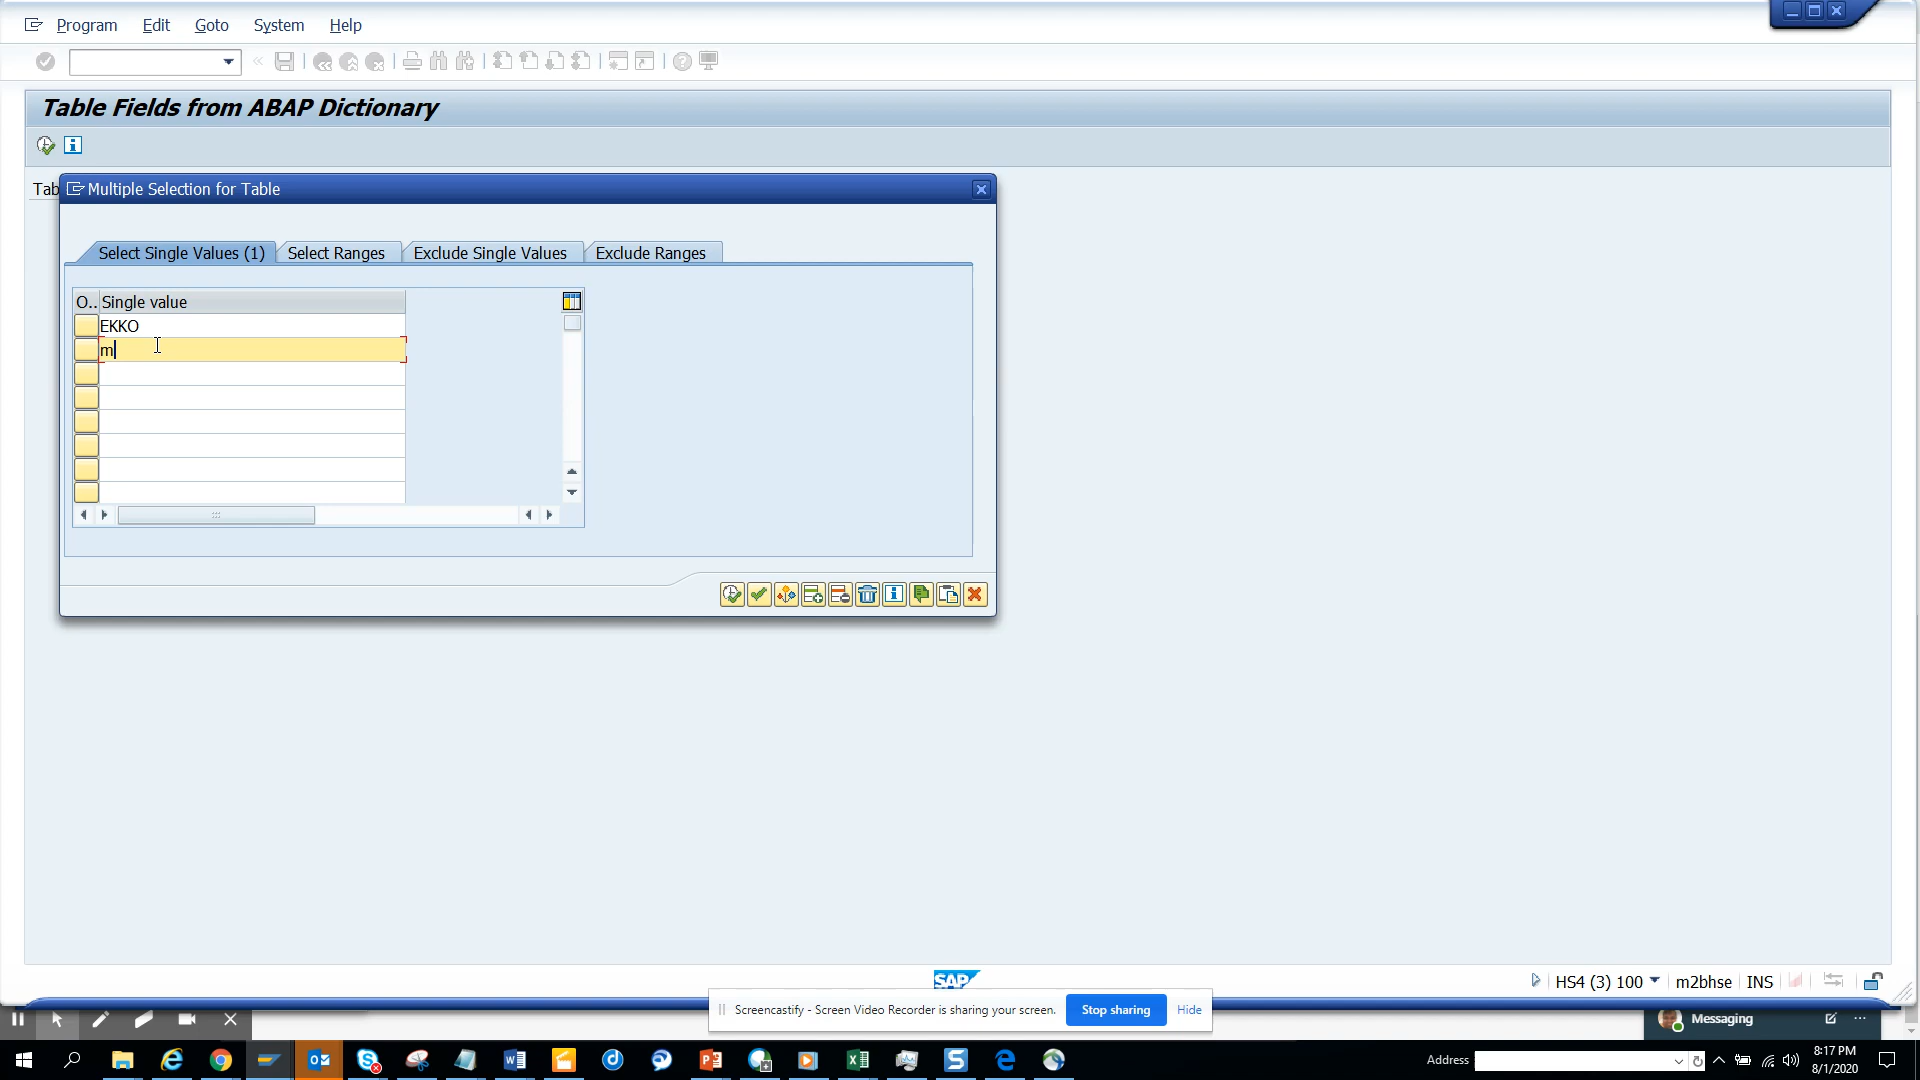 Program Edit Goto System Help
Table Fields from ABAP Dictionary
Tab
Multiple Selection for Table
Select Single Values (1) Select Ranges Exclude Single Values Exclude Ranges
O.. Single value
EKKO
m
SAP
HS4 (3) 100 m2bhse INS
Screencastify - Screen Video Recorder is sharing your screen. Stop sharing Hide
Messaging
Address
8:17 PM
8/1/2020